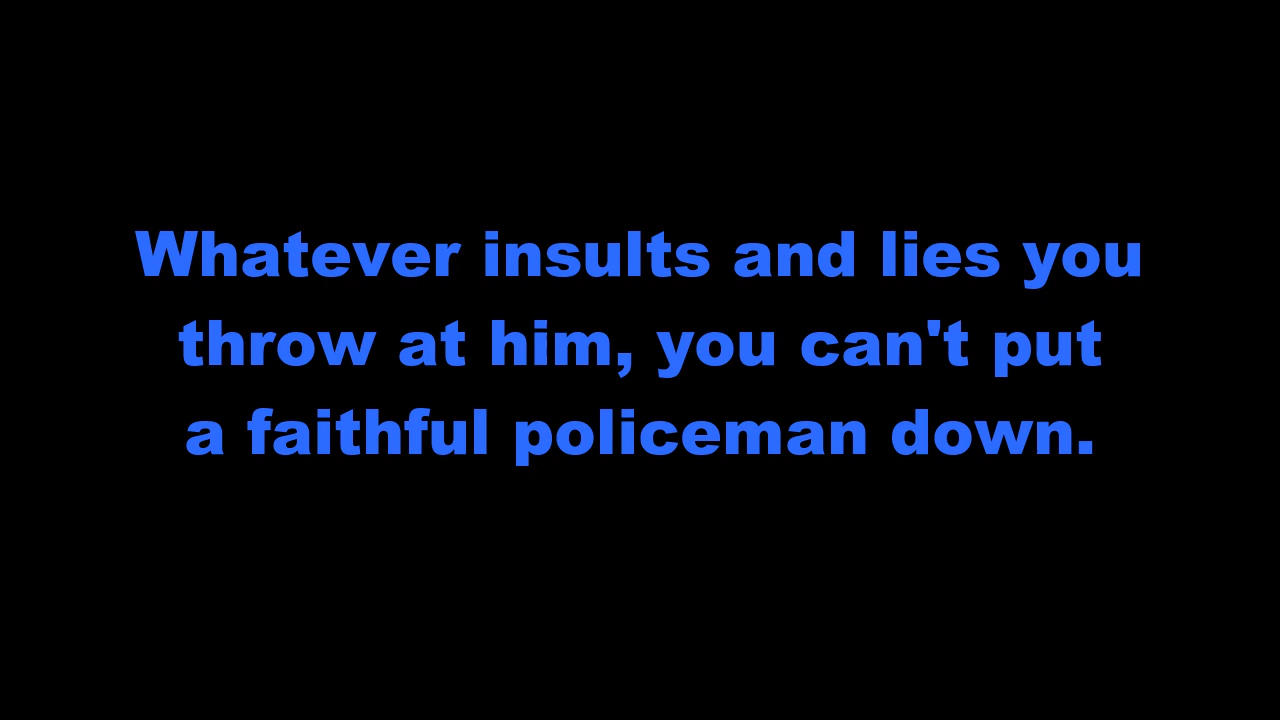 Whatever insults and lies you
throw at him, you can't put
a faithful policeman down.